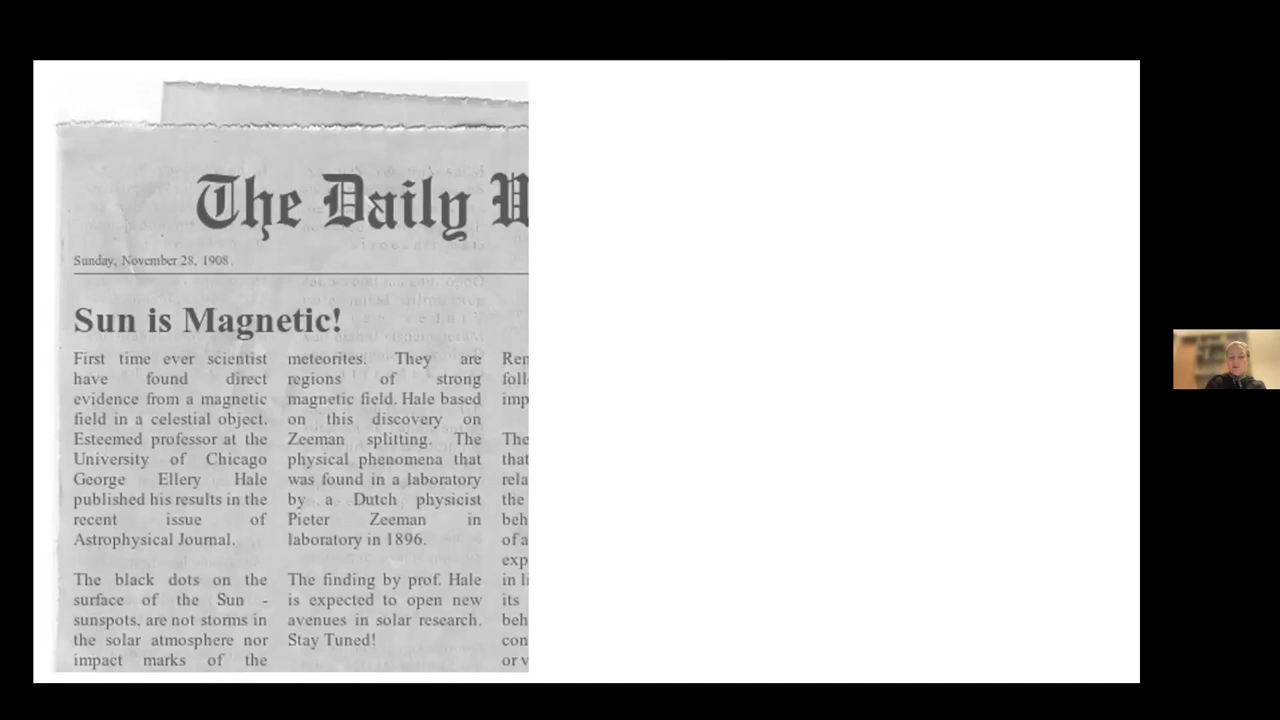 The Daily
Sunday, November 28, 1908
Sun is Magnetic!
First time ever scientist
have found direct
evidence from a magnetic
field in a celestial object.
Esteemed professor at the
University of Chicago
George Ellery Hale
published his results in the
recent issue of
Astrophysical Journal.
The black dots on the
surface of the Sun -
sunspots, are not storms in
the solar atmosphere nor
impact marks of the
meteorites. They are
regions of strong
magnetic field. Hale based
on this discovery on
Zeeman splitting. The
physical phenomena that
was found in a laboratory
by a Dutch physicist
Pieter Zeeman in
laboratory in 1896.
The finding by prof. Hale
is expected to open new
avenues in solar research.
Stay Tuned!